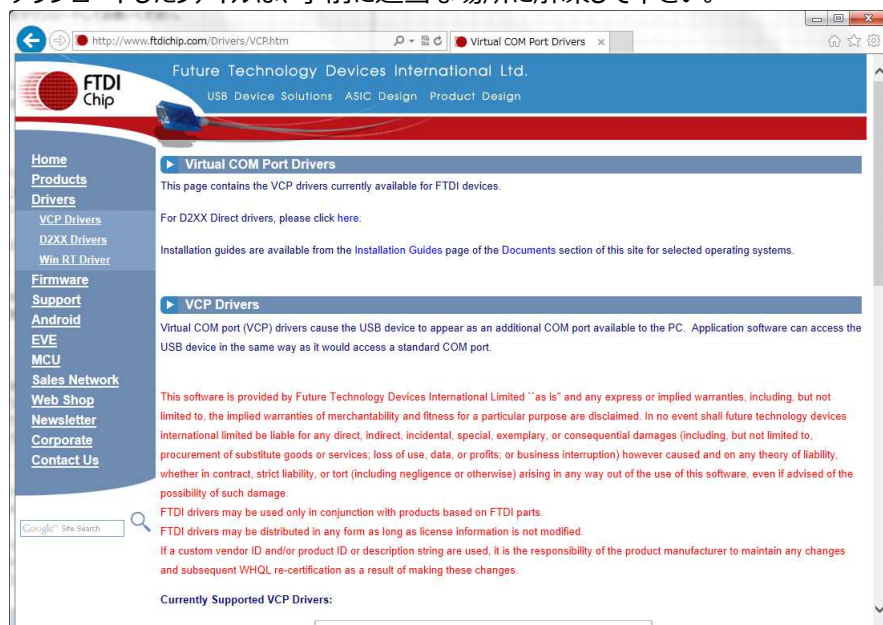 http://www.ftdichip.com/Drivers/VCP.htm
Virtual COM Port Drivers
FTDI
Chip
Future Technology Devices International Ltd.
USB Device Solutions ASIC Design Product Design
Home
Products
Drivers
VCP Drivers
D2XX Drivers
Win RT Driver
Firmware
Support
Android
EVE
MCU
Sales Network
Web Shop
Newsletter
Corporate
Contact Us
Google™ Site Search
Virtual COM Port Drivers
This page contains the VCP drivers currently available for FTDI devices.
For D2XX Direct drivers, please click here.
Installation guides are available from the Installation Guides page of the Documents section of this site for selected operating systems.
VCP Drivers
Virtual COM port (VCP) drivers cause the USB device to appear as an additional COM port available to the PC. Application software can access the
USB device in the same way as it would access a standard COM port.
This software is provided by Future Technology Devices International Limited ``as is'' and any express or implied warranties, including, but not
limited to, the implied warranties of merchantability and fitness for a particular purpose are disclaimed. In no event shall future technology devices
international limited be liable for any direct, indirect, incidental, special, exemplary, or consequential damages (including, but not limited to,
procurement of substitute goods or services; loss of use, data, or profits; or business interruption) however caused and on any theory of liability,
whether in contract, strict liability, or tort (including negligence or otherwise) arising in any way out of the use of this software, even if advised of the
possibility of such damage.
FTDI drivers may be used only in conjunction with products based on FTDI parts.
FTDI drivers may be distributed in any form as long as license information is not modified.
If a custom vendor ID and/or product ID or description string are used, it is the responsibility of the product manufacturer to maintain any changes
and subsequent WHQL re-certification as a result of making these changes.
Currently Supported VCP Drivers: